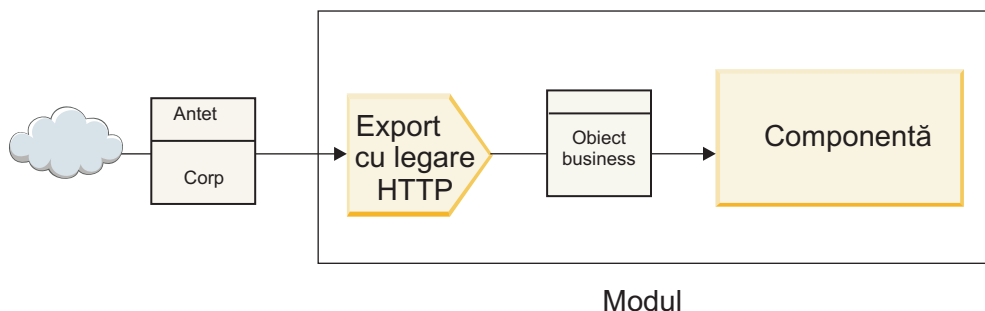 Antet
Corp
Export
cu legare
HTTP
Obiect
business
Componentă
Modul